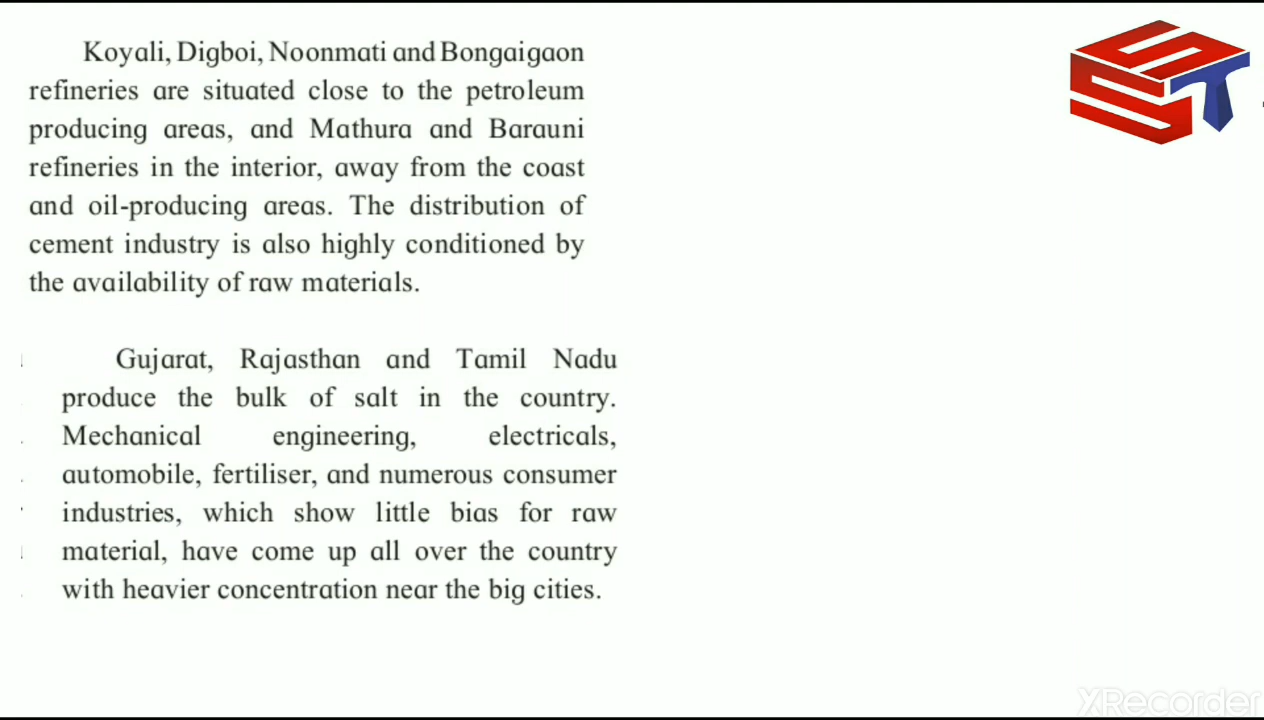 Koyali, Digboi, Noonmati and Bongaigaon
refineries are situated close to the petroleum
producing areas, and Mathura and Barauni
refineries in the interior, away from the coast
and oil-producing areas. The distribution of
cement industry is also highly conditioned by
the availability of raw materials.
Gujarat, Rajasthan and Tamil Nadu
produce the bulk of salt in the country.
Mechanical engineering, electricals,
automobile, fertiliser, and numerous consumer
industries, which show little bias for raw
material, have come up all over the country
with heavier concentration near the big cities.
SST
XRecorder